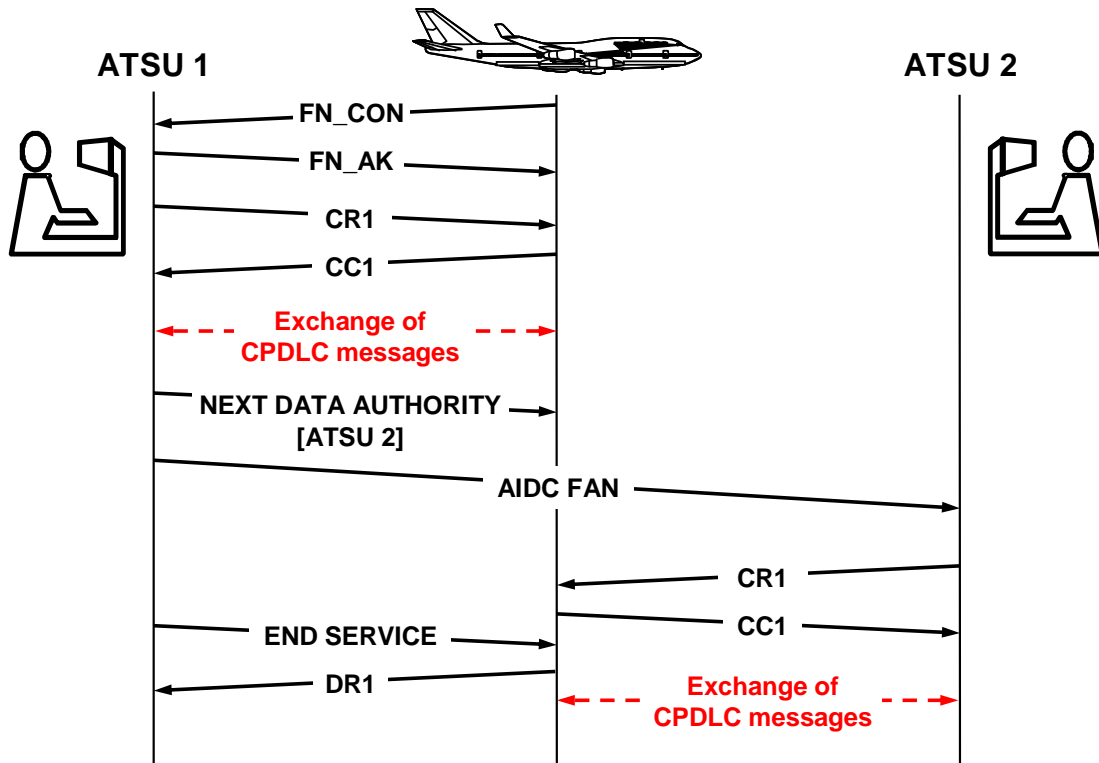 ATSU 1
ATSU 2
FN_CON
FN_AK
CR1
CC1
Exchange of
CPDLC messages
NEXT DATA AUTHORITY
[ATSU 2]
AIDC FAN
CR1
CC1
END SERVICE
DR1
Exchange of
CPDLC messages